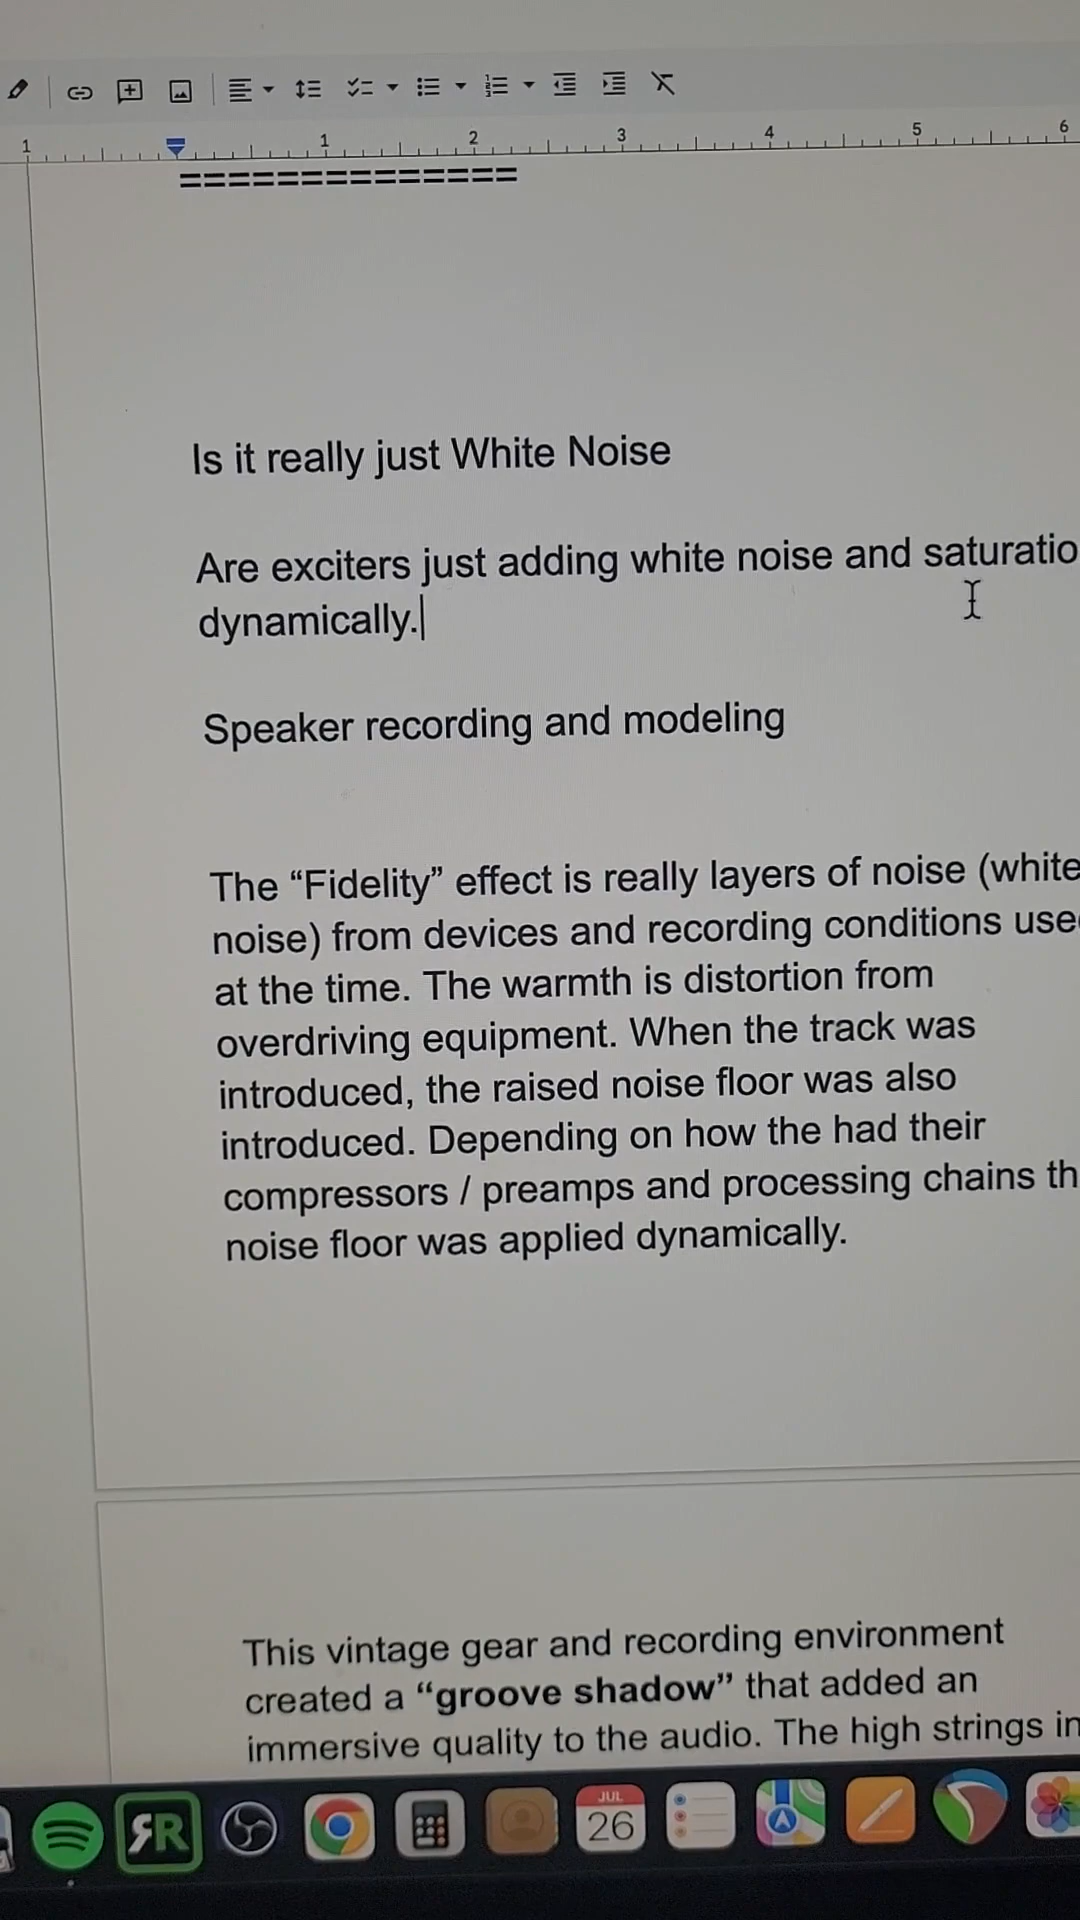 1 1 2 3 4 5 6
==============
Is it really just White Noise
Are exciters just adding white noise and saturatio
dynamically.
Speaker recording and modeling
The “Fidelity” effect is really layers of noise (white
noise) from devices and recording conditions use
at the time. The warmth is distortion from
overdriving equipment. When the track was
introduced, the raised noise floor was also
introduced. Depending on how the had their
compressors / preamps and processing chains th
noise floor was applied dynamically.
This vintage gear and recording environment
created a “groove shadow” that added an
immersive quality to the audio. The high strings in
JUL
26